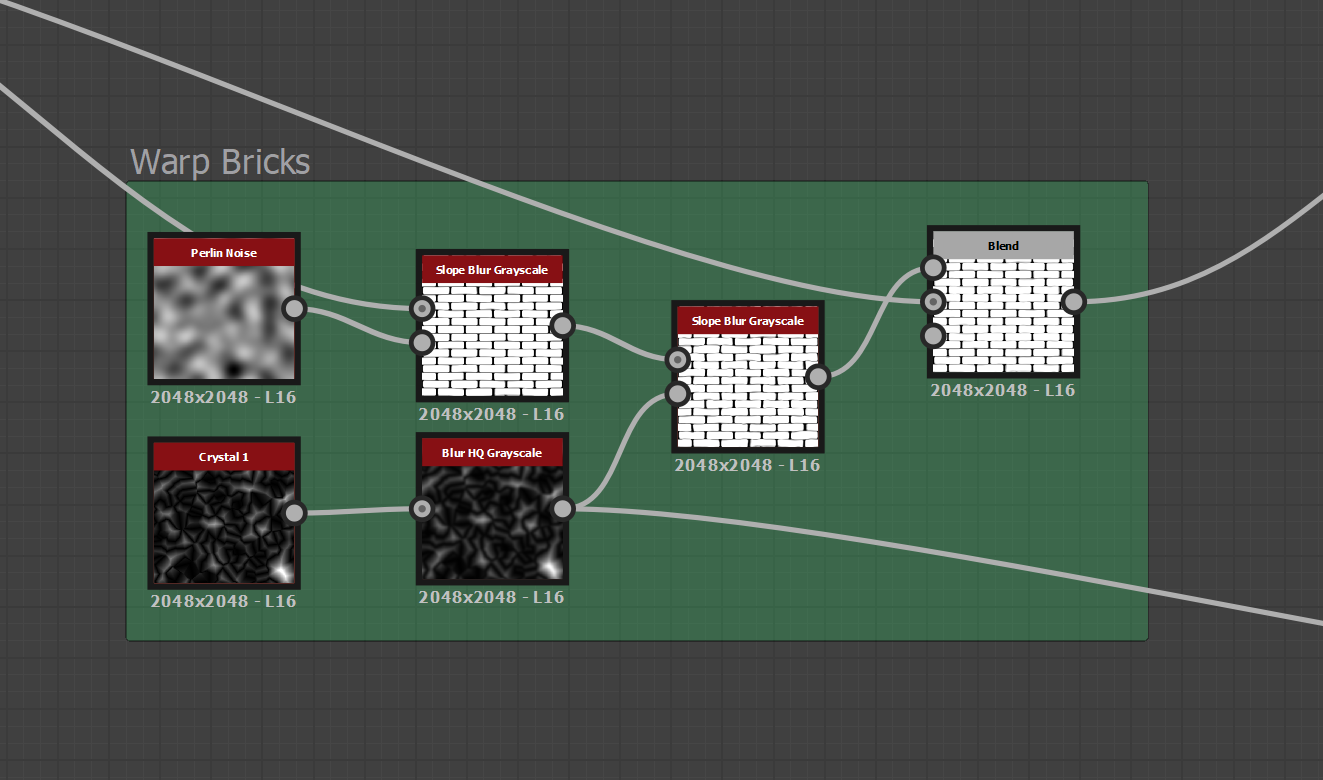 Warp Bricks
Perlin Noise
2048x2048 - L16
Slope Blur Grayscale
2048x2048 - L16
Slope Blur Grayscale
2048x2048 - L16
Blend
2048x2048 - L16
Crystal 1
2048x2048 - L16
Blur HQ Grayscale
2048x2048 - L16